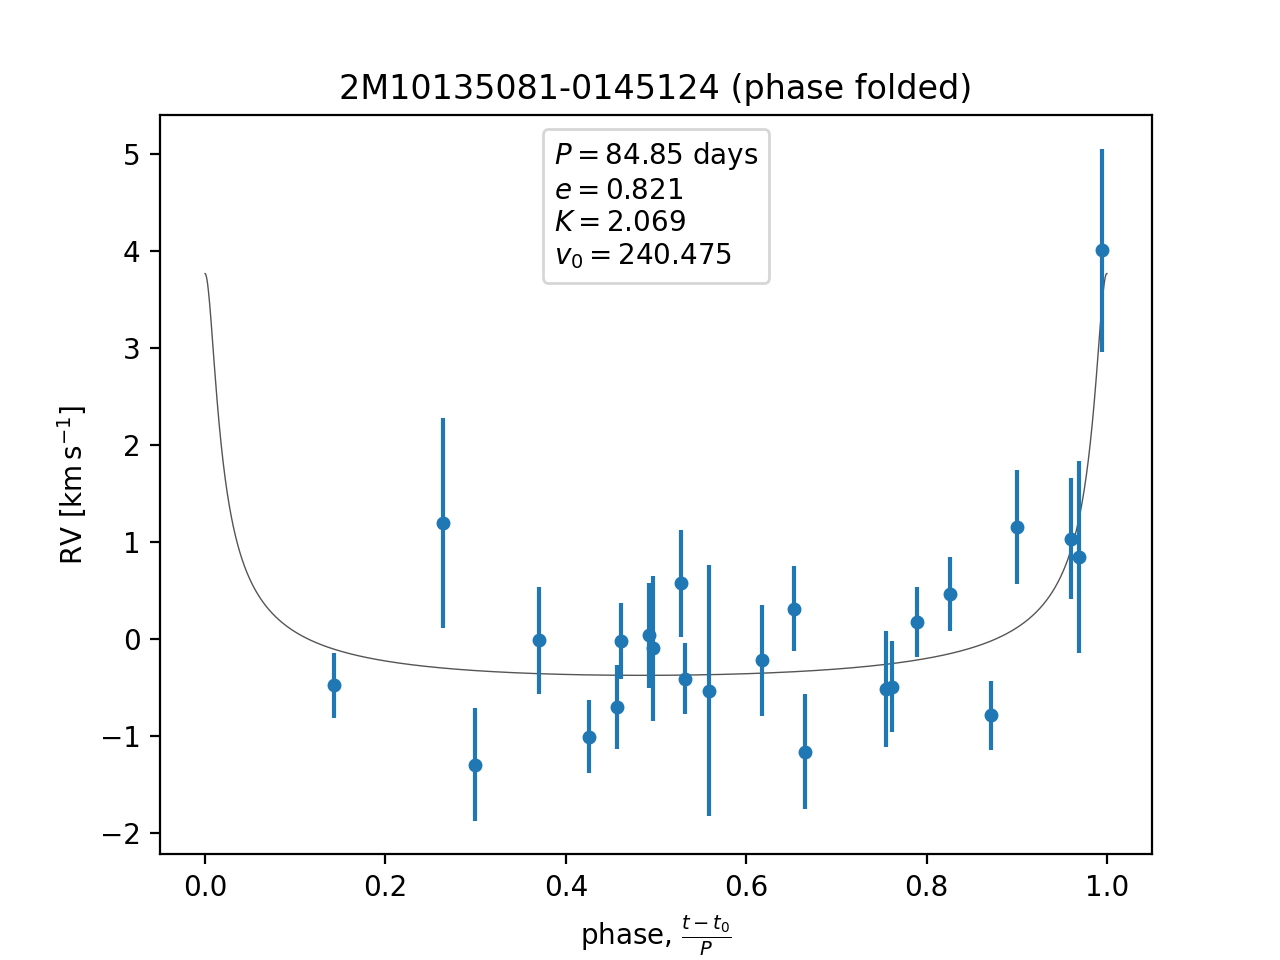 2M10135081-0145124 (phase folded)
P = 84.85 days
e = 0.821
K = 2.069
v₀ = 240.475
RV [km s⁻¹]
5
4
3
2
1
0
−1
−2
0.0 0.2 0.4 0.6 0.8 1.0
phase, (t − t₀)/P